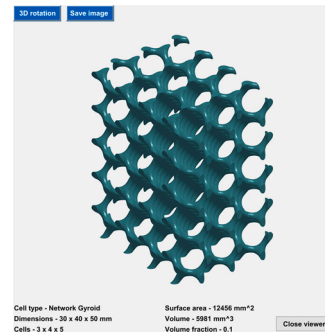 3D rotation
Save image
Cell type - Network Gyroid
Dimensions - 30 x 40 x 50 mm
Cells - 3 x 4 x 5
Surface area - 12456 mm^2
Volume - 5981 mm^3
Volume fraction - 0.1
Close viewer